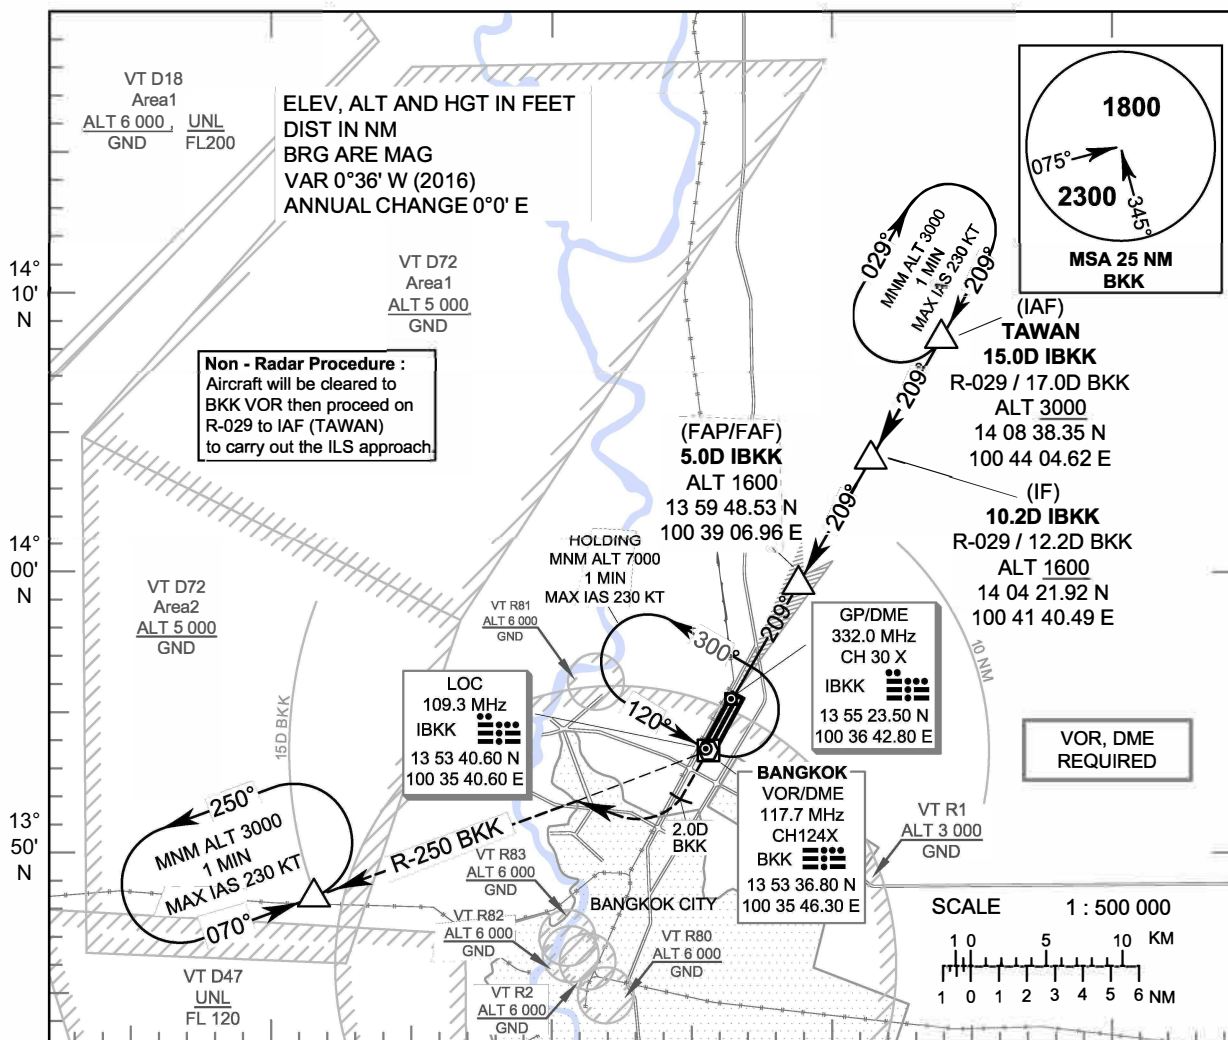 VT D18
Area1
ALT 6 000 , UNL
GND FL200
ELEV, ALT AND HGT IN FEET
DIST IN NM
BRG ARE MAG
VAR 0°36' W (2016)
ANNUAL CHANGE 0°0' E
1800
075°
2300
345°
MSA 25 NM
BKK
14°
10'
N
VT D72
Area1
ALT 5 000
GND
029°
MNM ALT 3000
1 MIN
MAX IAS 230 KT
209°
(IAF)
TAWAN
15.0D IBKK
R-029 / 17.0D BKK
ALT 3000
14 08 38.35 N
100 44 04.62 E
209°
Non - Radar Procedure :
Aircraft will be cleared to
BKK VOR then proceed on
R-029 to IAF (TAWAN)
to carry out the ILS approach.
(FAP/FAF)
5.0D IBKK
ALT 1600
13 59 48.53 N
100 39 06.96 E
209°
(IF)
10.2D IBKK
R-029 / 12.2D BKK
ALT 1600
14 04 21.92 N
100 41 40.49 E
14°
00'
N
HOLDING
MNM ALT 7000
1 MIN
MAX IAS 230 KT
VT D72
Area2
ALT 5 000
GND
VT R81
ALT 6 000
GND
209°
300°
120°
GP/DME
332.0 MHz
CH 30 X
IBKK
13 55 23.50 N
100 36 42.80 E
10 NM
LOC
109.3 MHz
IBKK
13 53 40.60 N
100 35 40.60 E
15D BKK
VOR, DME
REQUIRED
BANGKOK
VOR/DME
117.7 MHz
CH124X
BKK
13 53 36.80 N
100 35 46.30 E
13°
50'
N
250°
MNM ALT 3000
1 MIN
MAX IAS 230 KT
070°
R-250 BKK
2.0D
BKK
VT R1
ALT 3 000
GND
VT R83
ALT 6 000
GND
BANGKOK CITY
VT R82
ALT 6 000
GND
VT R80
ALT 6 000
GND
VT R2
ALT 6 000
GND
VT D47
UNL
FL 120
SCALE 1 : 500 000
1 0 5 10 KM
1 0 1 2 3 4 5 6 NM